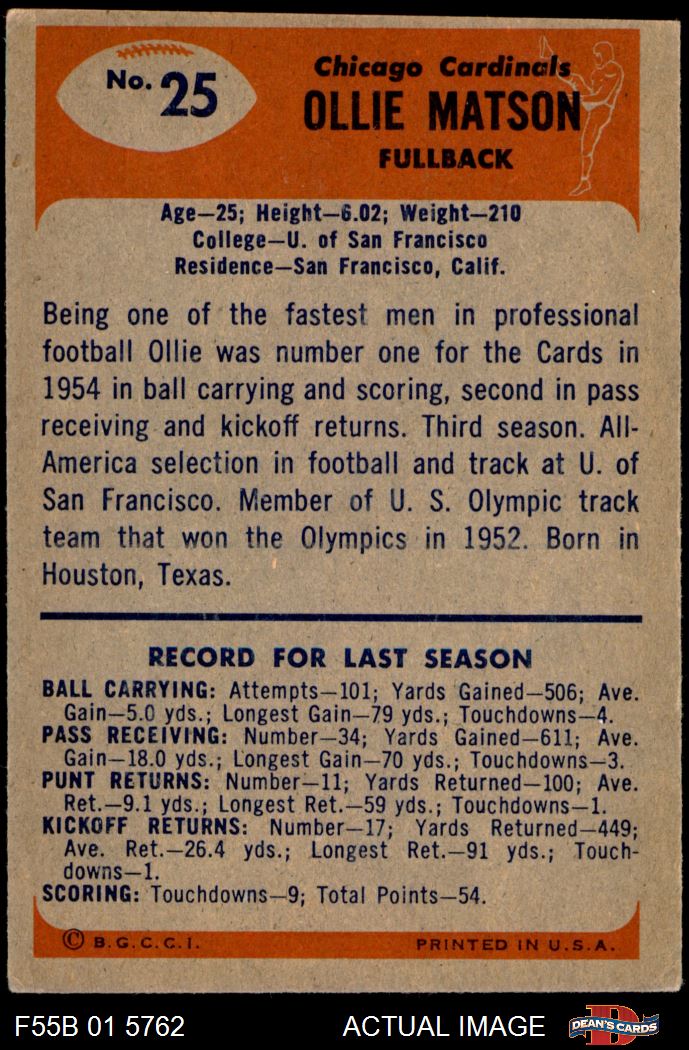 No. 25
Chicago Cardinals
OLLIE MATSON
FULLBACK
Age—25; Height—6.02; Weight—210
College—U. of San Francisco
Residence—San Francisco, Calif.
Being one of the fastest men in professional
football Ollie was number one for the Cards in
1954 in ball carrying and scoring, second in pass
receiving and kickoff returns. Third season. All-
America selection in football and track at U. of
San Francisco. Member of U. S. Olympic track
team that won the Olympics in 1952. Born in
Houston, Texas.
RECORD FOR LAST SEASON
BALL CARRYING: Attempts—101; Yards Gained—506; Ave.
Gain—5.0 yds.; Longest Gain—79 yds.; Touchdowns—4.
PASS RECEIVING: Number—34; Yards Gained—611; Ave.
Gain—18.0 yds.; Longest Gain—70 yds.; Touchdowns—3.
PUNT RETURNS: Number—11; Yards Returned—100; Ave.
Ret.—9.1 yds.; Longest Ret.—59 yds.; Touchdowns—1.
KICKOFF RETURNS: Number—17; Yards Returned—449;
Ave. Ret.—26.4 yds.; Longest Ret.—91 yds.; Touch-
downs—1.
SCORING: Touchdowns—9; Total Points—54.
© B.G.C.C.I. PRINTED IN U.S.A.
F55B 01 5762 ACTUAL IMAGE DEAN'S CARDS